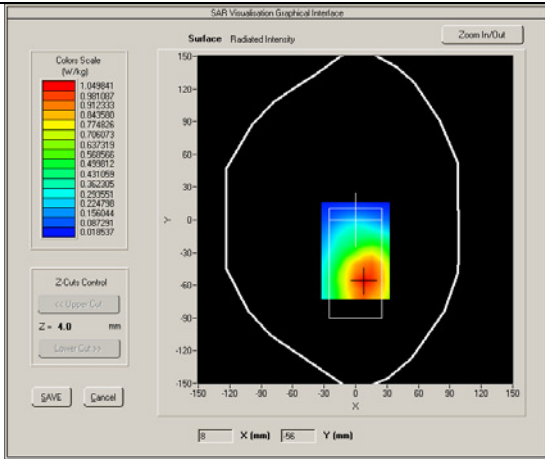 SAR Visualisation Graphical Interface
Surface Radiated Intensity
Zoom In/Out
Colors Scale
(W/kg)
1.049841
0.981087
0.912333
0.843580
0.774826
0.706073
0.637319
0.568566
0.499812
0.431059
0.362305
0.293551
0.224798
0.156044
0.087291
0.018537
Z-Cuts Control
<< Upper Cut
Z = 4.0 mm
Lower Cut >>
SAVE Cancel
150
120
90
60
30
0
-30
-60
-90
-120
-150
Y
-150 -120 -90 -60 -30 0 30 60 90 120 150
X
8 X (mm) -56 Y (mm)